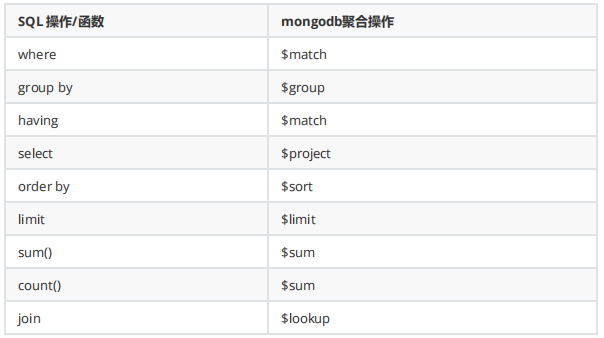 SQL 操作/函数 mongodb聚合操作
where $match
group by $group
having $match
select $project
order by $sort
limit $limit
sum() $sum
count() $sum
join $lookup